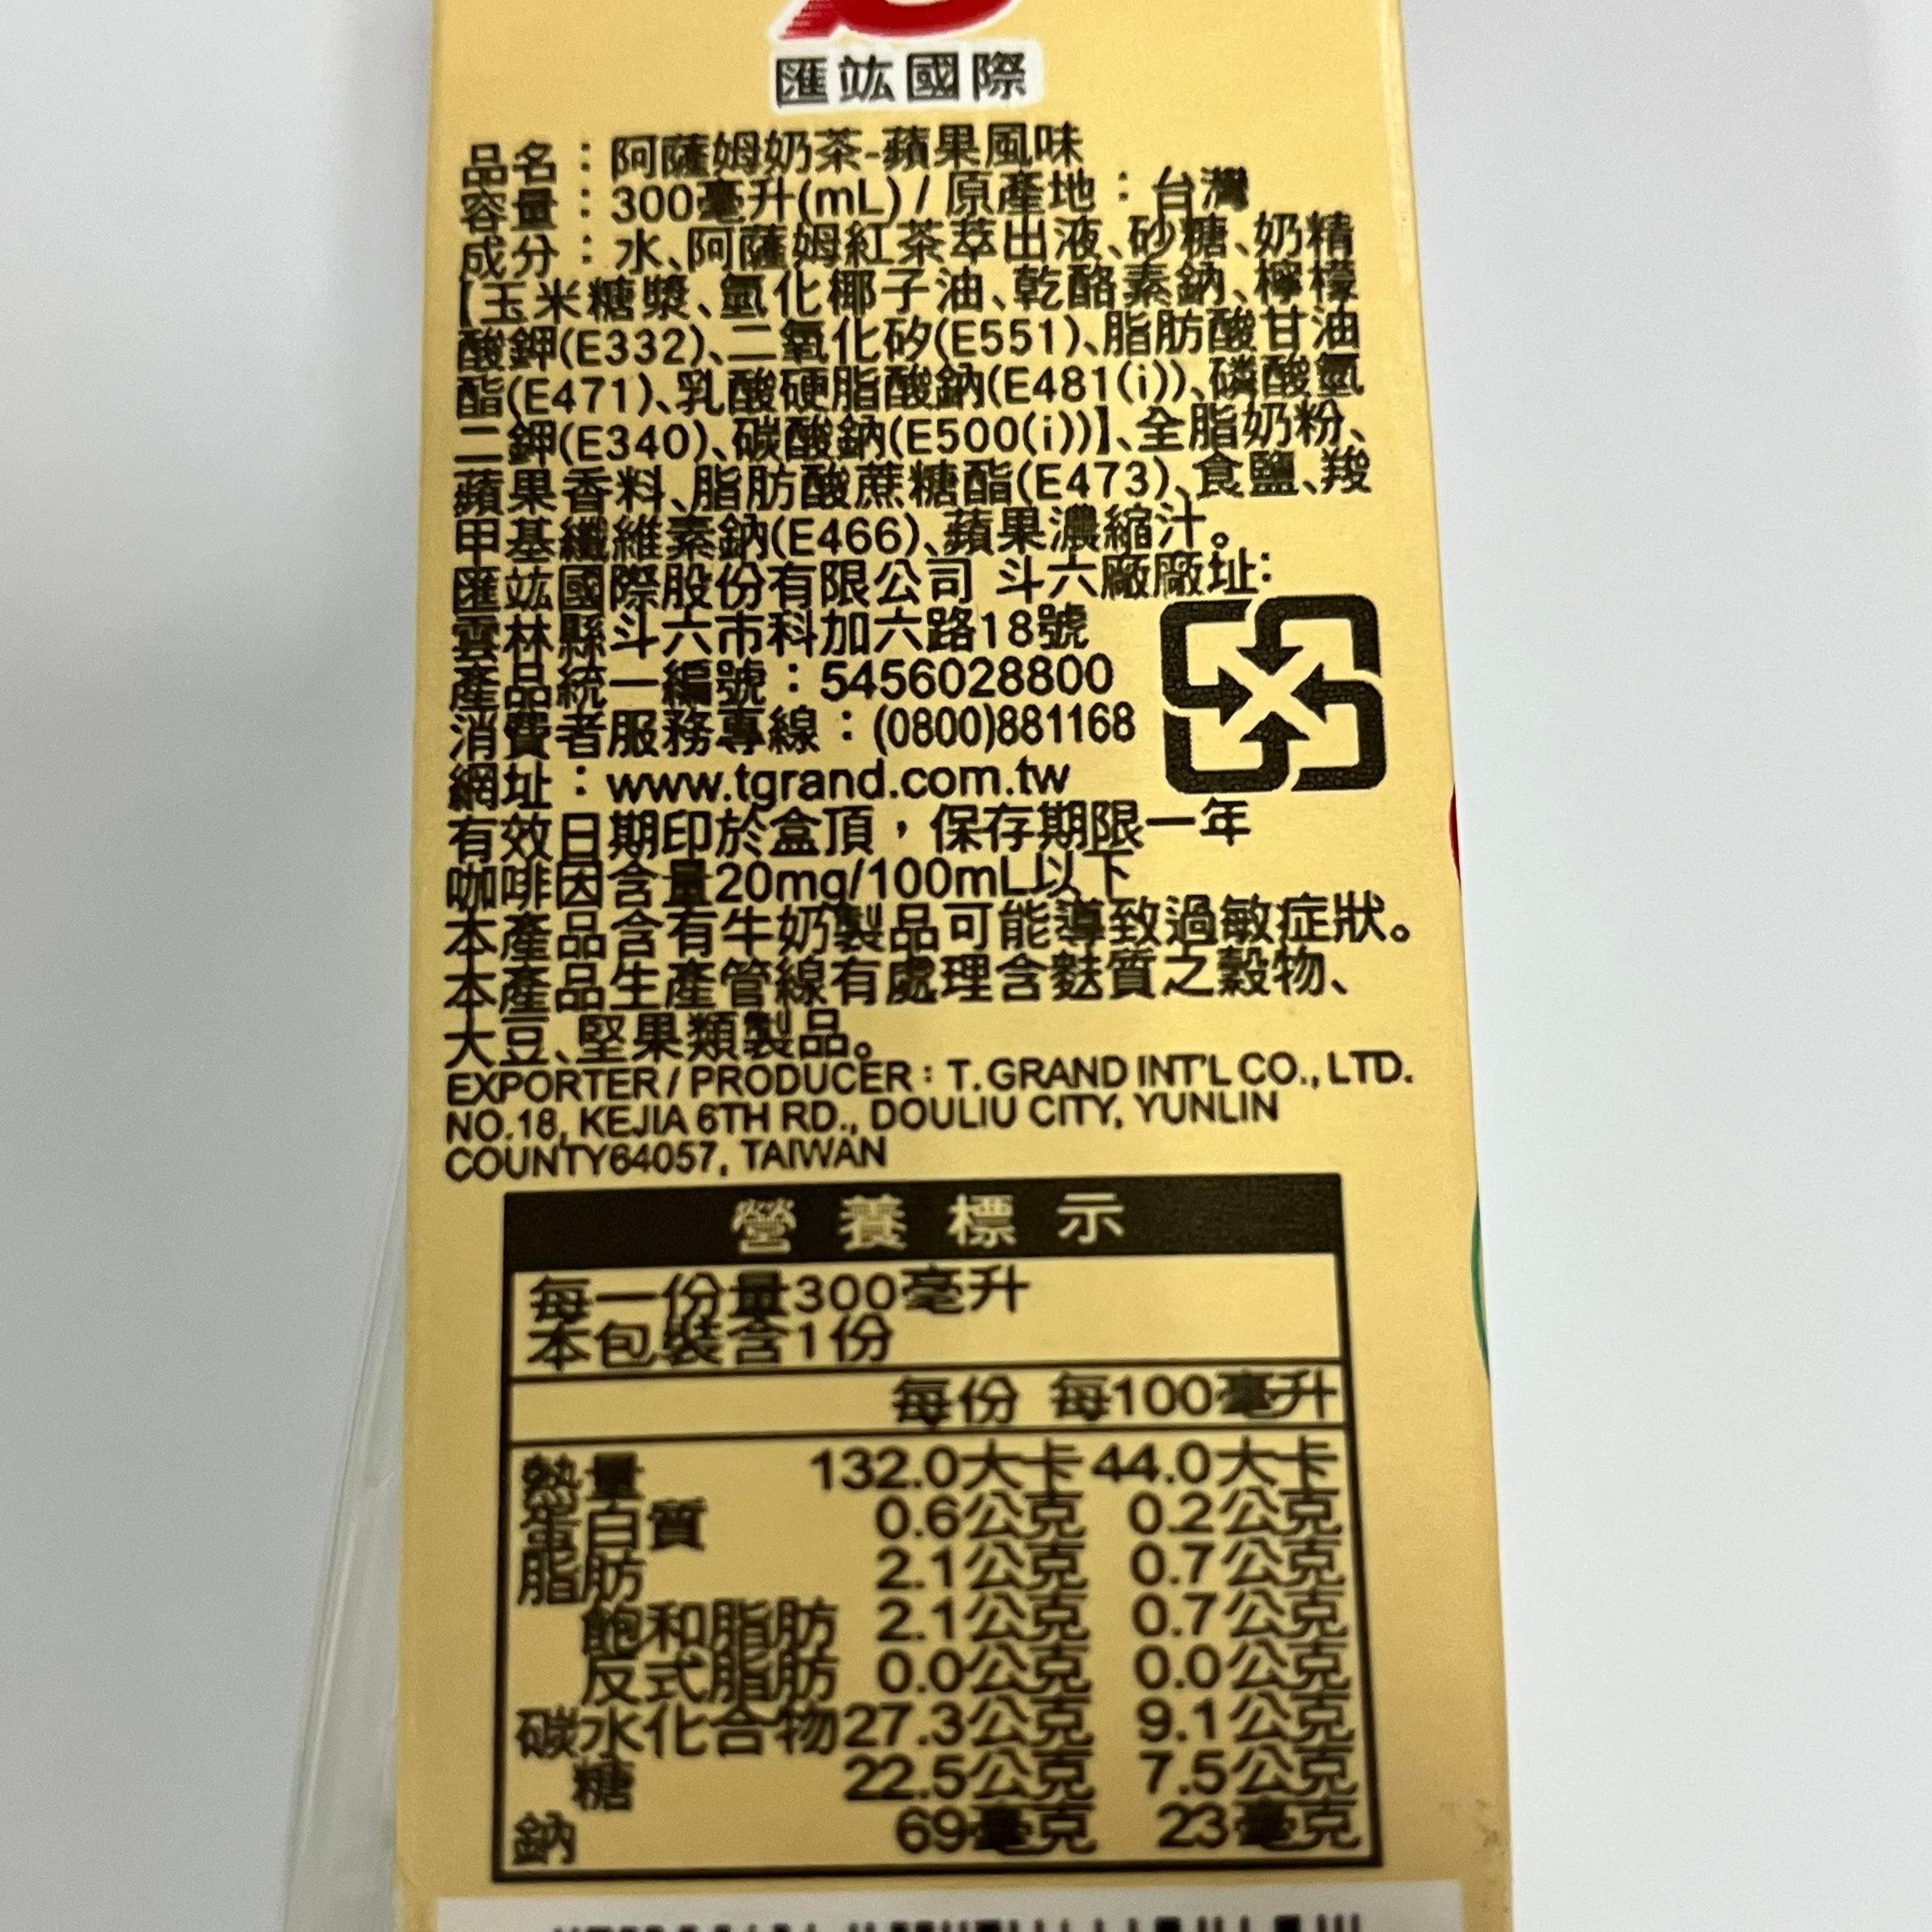 匯竑國際
品名：阿薩姆奶茶-蘋果風味
容量：300毫升(mL) / 原產地：台灣
成分：水、阿薩姆紅茶萃出液、砂糖、奶精
【玉米糖漿、氫化椰子油、乾酪素鈉、檸檬
酸鉀(E332)、二氧化矽(E551)、脂肪酸甘油
酯(E471)、乳酸硬脂酸鈉(E481(i))、磷酸氫
二鉀(E340)、碳酸鈉(E500(i))】、全脂奶粉、
蘋果香料、脂肪酸蔗糖酯(E473)、食鹽、羧
甲基纖維素鈉(E466)、蘋果濃縮汁。
匯竑國際股份有限公司 斗六廠廠址:
雲林縣斗六市科加六路18號
產品統一編號：5456028800
消費者服務專線：(0800)881168
網址：www.tgrand.com.tw
有效日期印於盒頂，保存期限一年
咖啡因含量20mg/100mL以下
本產品含有牛奶製品可能導致過敏症狀。
本產品生產管線有處理含麩質之穀物、
大豆、堅果類製品。
EXPORTER / PRODUCER : T.GRAND INT'L CO., LTD.
NO.18, KEJIA 6TH RD., DOULIU CITY, YUNLIN
COUNTY64057, TAIWAN
營養標示
每一份量300毫升
本包裝含1份
每份 每100毫升
熱量 132.0大卡 44.0大卡
蛋白質 0.6公克 0.2公克
脂肪 2.1公克 0.7公克
飽和脂肪 2.1公克 0.7公克
反式脂肪 0.0公克 0.0公克
碳水化合物 27.3公克 9.1公克
糖 22.5公克 7.5公克
鈉 69毫克 23毫克